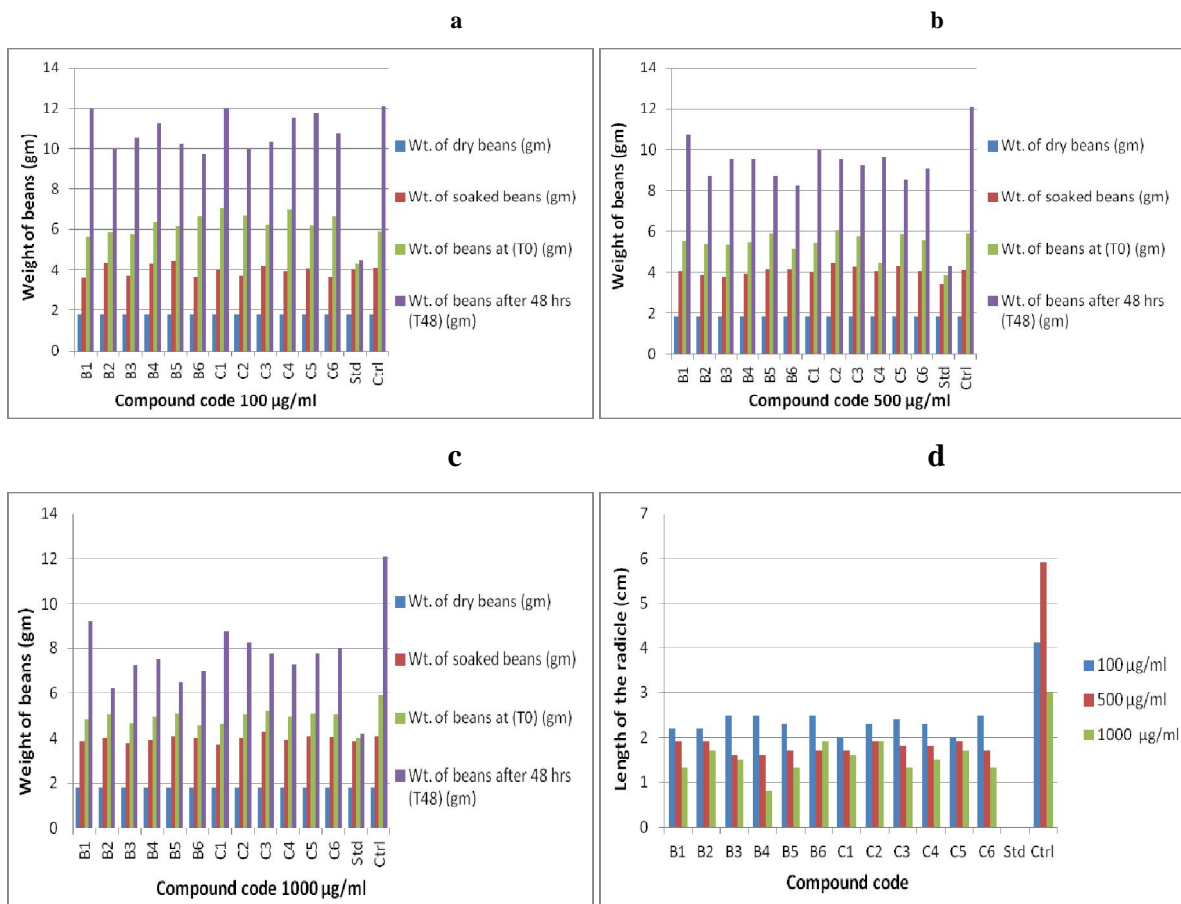 a
14
12
10
8
6
4
2
0
Weight of beans (gm)
B1 B2 B3 B4 B5 B6 C1 C2 C3 C4 C5 C6 Std Ctrl
Compound code 100 µg/ml
Wt. of dry beans (gm)
Wt. of soaked beans (gm)
Wt. of beans at (T0) (gm)
Wt. of beans after 48 hrs
(T48) (gm)
b
14
12
10
8
6
4
2
0
Weight of beans (gm)
B1 B2 B3 B4 B5 B6 C1 C2 C3 C4 C5 C6 Std Ctrl
Compound code 500 µg/ml
Wt. of dry beans (gm)
Wt. of soaked beans (gm)
Wt. of beans at (T0) (gm)
Wt. of beans after 48 hrs
(T48) (gm)
c
14
12
10
8
6
4
2
0
Weight of beans (gm)
B1 B2 B3 B4 B5 B6 C1 C2 C3 C4 C5 C6 Std Ctrl
Compound code 1000 µg/ml
Wt. of dry beans (gm)
Wt. of soaked beans (gm)
Wt. of beans at (T0) (gm)
Wt. of beans after 48 hrs
(T48) (gm)
d
7
6
5
4
3
2
1
0
Length of the radicle (cm)
B1 B2 B3 B4 B5 B6 C1 C2 C3 C4 C5 C6 Std Ctrl
Compound code
100 µg/ml
500 µg/ml
1000 µg/ml